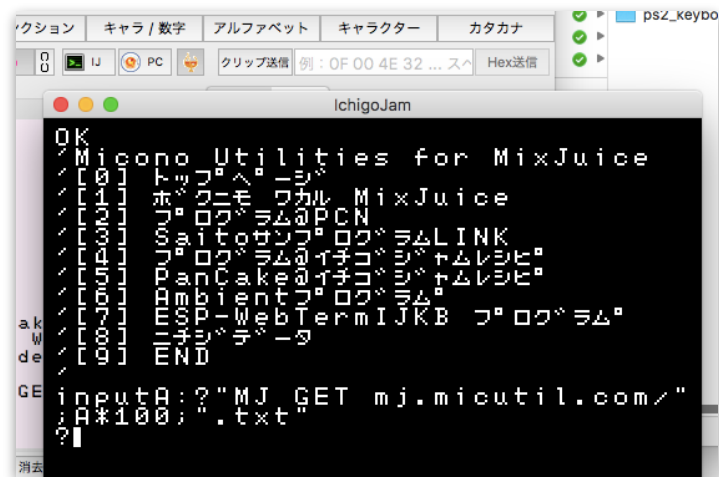 クション キャラ / 数字 アルファベット キャラクター カタカナ
IJ PC クリップ送信 例：0F 00 4E 32 ... スペ Hex送信
ps2_keybo
IchigoJam
OK
'Micono Utilities for MixJuice
'[0] トップページ
'[1] ボクニモ ワカル MixJuice
'[2] プログラム@PCN
'[3] SaitoサンプログラムLINK
'[4] プログラム@イチゴジャムレシピ
'[5] PanCake@イチゴジャムレシピ
'[6] Ambientプログラム
'[7] ESP-WebTermIJKB プログラム
'[8] ニチジデータ
'[9] END
'
inputA:?"MJ GET mj.micutil.com/"
;A*100;".txt"
?
ak
W
de
GE
消去